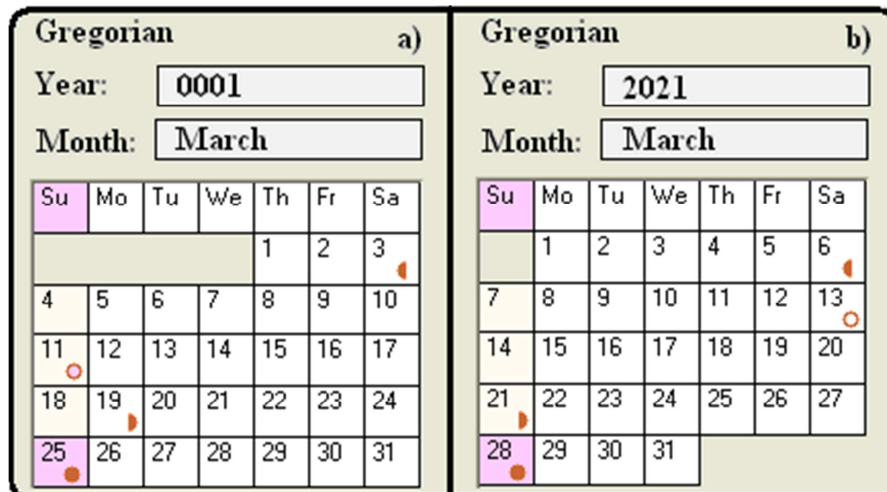 Gregorian a)
Year: 0001
Month: March
Su Mo Tu We Th Fr Sa
1 2 3
4 5 6 7 8 9 10
11 12 13 14 15 16 17
18 19 20 21 22 23 24
25 26 27 28 29 30 31
Gregorian b)
Year: 2021
Month: March
Su Mo Tu We Th Fr Sa
1 2 3 4 5 6
7 8 9 10 11 12 13
14 15 16 17 18 19 20
21 22 23 24 25 26 27
28 29 30 31